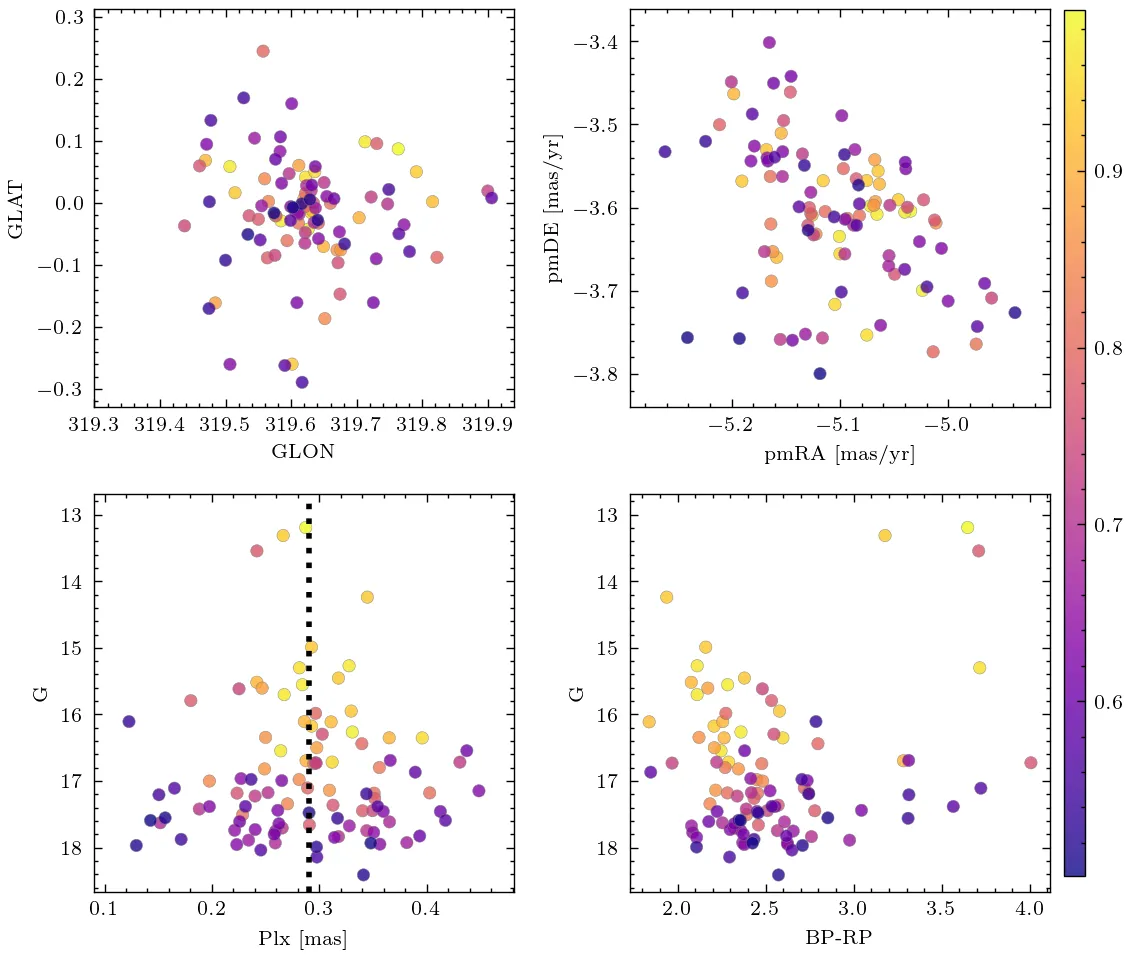 0.3
0.2
0.1
0.0
−0.1
−0.2
−0.3
GLAT
319.3 319.4 319.5 319.6 319.7 319.8 319.9
GLON
−3.4
−3.5
−3.6
−3.7
−3.8
pmDE [mas/yr]
−5.2 −5.1 −5.0
pmRA [mas/yr]
0.9
0.8
0.7
0.6
13
14
15
16
17
18
G
0.1 0.2 0.3 0.4
Plx [mas]
13
14
15
16
17
18
G
2.0 2.5 3.0 3.5 4.0
BP-RP